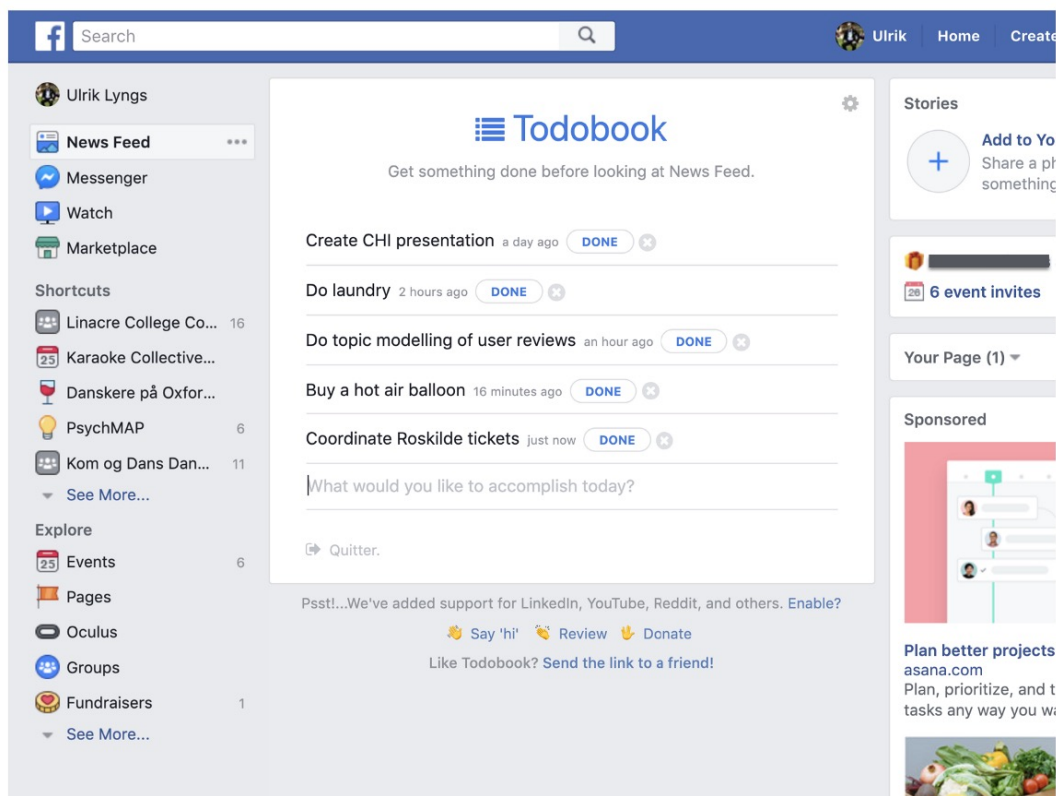 f
Search
Ulrik Home Create
Ulrik Lyngs
News Feed
Messenger
Watch
Marketplace
Shortcuts
Linacre College Co... 16
25 Karaoke Collective...
Danskere på Oxfor...
PsychMAP 6
Kom og Dans Dan... 11
See More...
Explore
25 Events 6
Pages
Oculus
Groups
Fundraisers 1
See More...
Todobook
Get something done before looking at News Feed.
Create CHI presentation a day ago DONE
Do laundry 2 hours ago DONE
Do topic modelling of user reviews an hour ago DONE
Buy a hot air balloon 16 minutes ago DONE
Coordinate Roskilde tickets just now DONE
What would you like to accomplish today?
Quitter.
Psst!...We've added support for LinkedIn, YouTube, Reddit, and others. Enable?
Say 'hi' Review Donate
Like Todobook? Send the link to a friend!
Stories
Add to Yo
Share a ph
something
26 6 event invites
Your Page (1)
Sponsored
Plan better projects
asana.com
Plan, prioritize, and t
tasks any way you wa